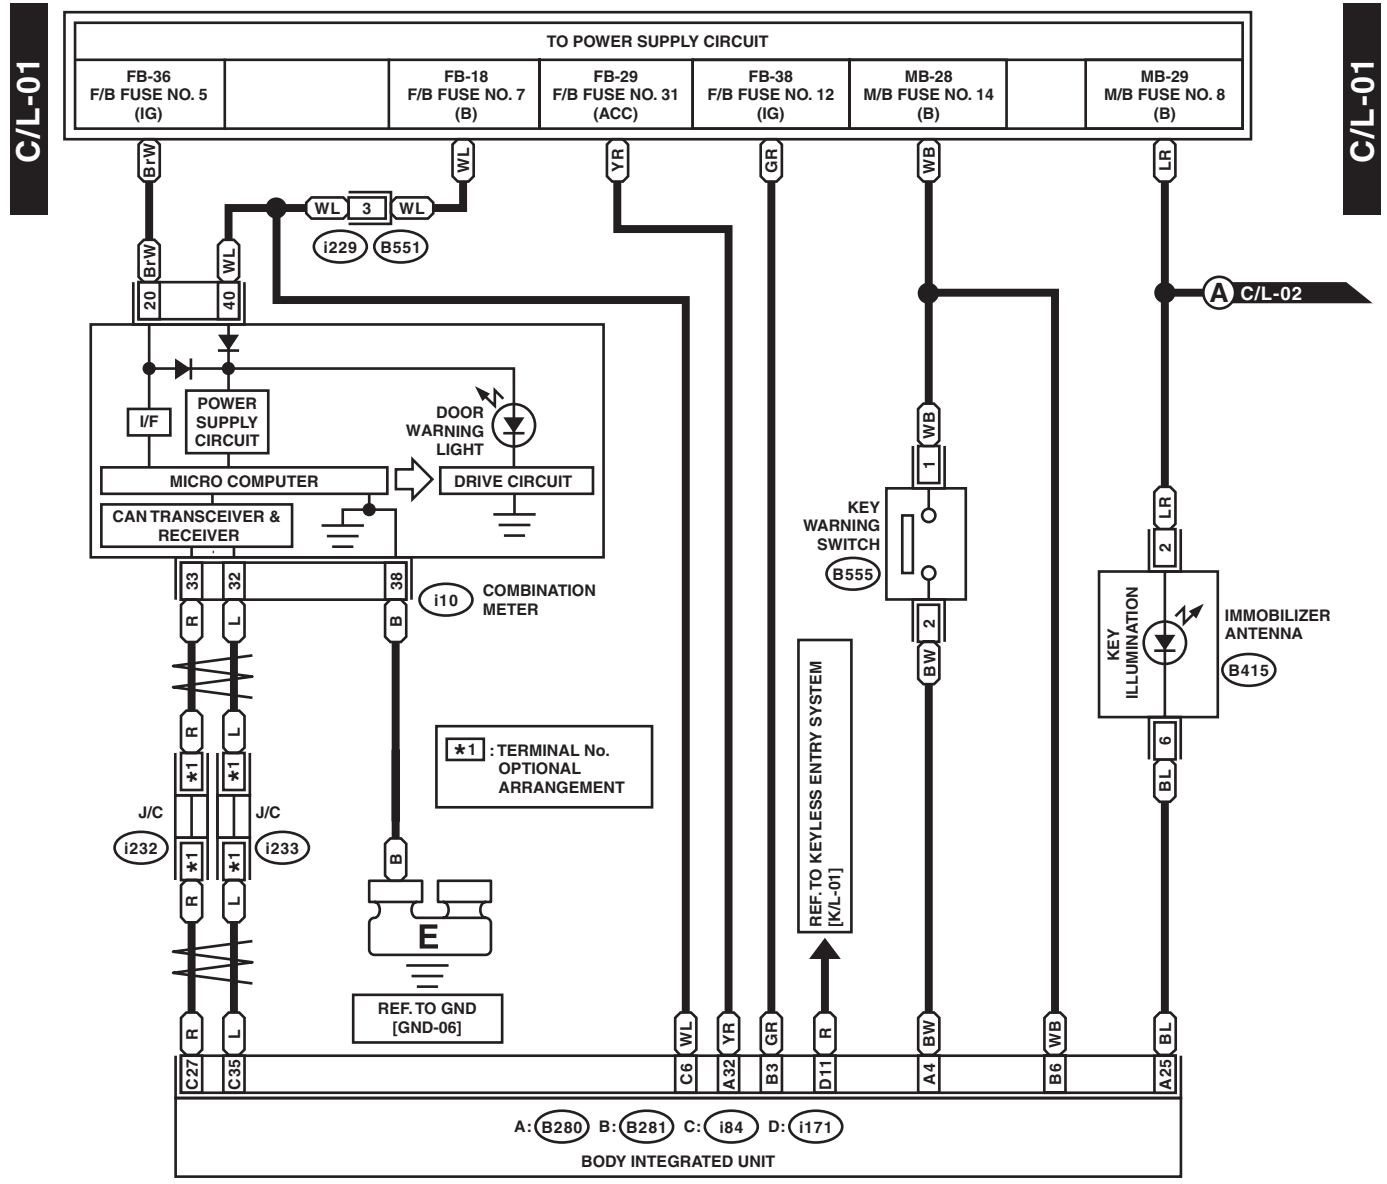 C/L-01
C/L-01
TO POWER SUPPLY CIRCUIT
FB-36
F/B FUSE NO. 5
(IG)
FB-18
F/B FUSE NO. 7
(B)
FB-29
F/B FUSE NO. 31
(ACC)
FB-38
F/B FUSE NO. 12
(IG)
MB-28
M/B FUSE NO. 14
(B)
MB-29
M/B FUSE NO. 8
(B)
BrW
WL
YR
GR
WB
LR
WL
3
WL
i229
B551
BrW
WL
20
40
A
C/L-02
I/F
POWER
SUPPLY
CIRCUIT
DOOR
WARNING
LIGHT
MICRO COMPUTER
DRIVE CIRCUIT
CAN TRANSCEIVER &
RECEIVER
WB
1
KEY
WARNING
SWITCH
B555
2
BW
LR
2
KEY
ILLUMINATION
IMMOBILIZER
ANTENNA
B415
6
BL
33
32
38
i10
COMBINATION
METER
R
L
B
R
L
*1
*1
J/C
J/C
i232
i233
*1
*1
R
L
*1 : TERMINAL No.
OPTIONAL
ARRANGEMENT
B
E
REF. TO GND
[GND-06]
REF. TO KEYLESS ENTRY SYSTEM
[K/L-01]
R
L
WL
YR
GR
R
BW
WB
BL
C27
C35
C6
A32
B3
D11
A4
B6
A25
A: B280 B: B281 C: i84 D: i171
BODY INTEGRATED UNIT